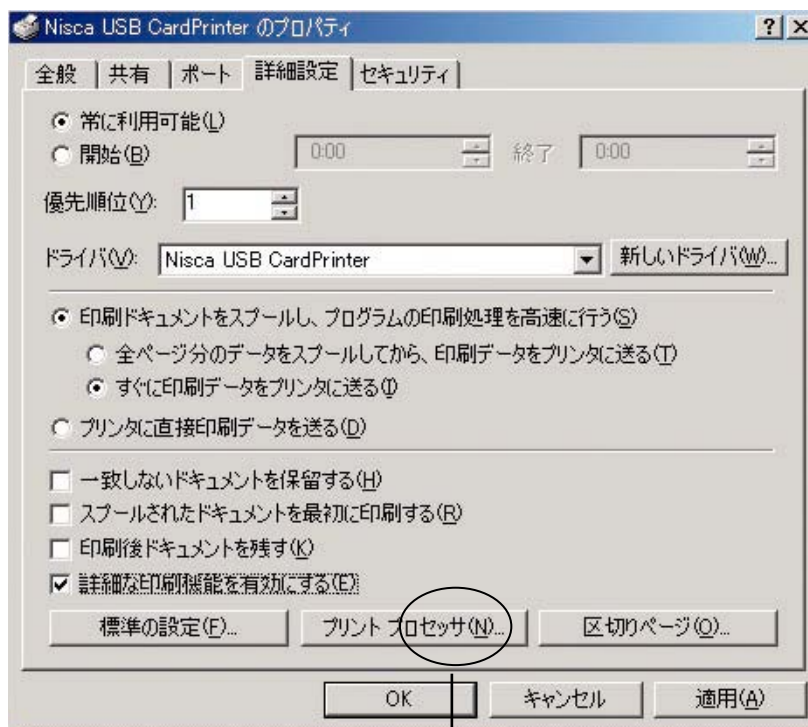 Nisca USB CardPrinter のプロパティ
全般 共有 ポート 詳細設定 セキュリティ
常に利用可能(L)
開始(B) 0:00 終了 0:00
優先順位(Y): 1
ドライバ(V): Nisca USB CardPrinter 新しいドライバ(W)...
印刷ドキュメントをスプールし、プログラムの印刷処理を高速に行う(S)
全ページ分のデータをスプールしてから、印刷データをプリンタに送る(T)
すぐに印刷データをプリンタに送る(I)
プリンタに直接印刷データを送る(D)
一致しないドキュメントを保留する(H)
スプールされたドキュメントを最初に印刷する(R)
印刷後ドキュメントを残す(K)
詳細な印刷機能を有効にする(E)
標準の設定(F)... プリント プロセッサ(N)... 区切りページ(O)...
OK キャンセル 適用(A)